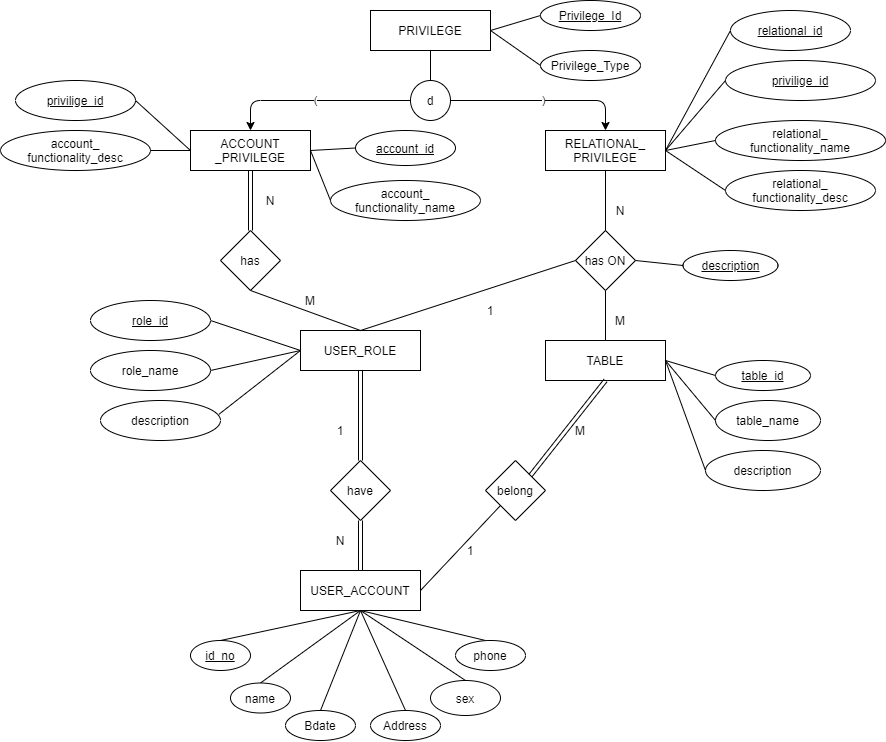 PRIVILEGE
Privilege_Id
Privilege_Type
d
relational_id
privilige_id
relational_
functionality_name
relational_
functionality_desc
privilige_id
account_
functionality_desc
ACCOUNT
_PRIVILEGE
account_id
account_
functionality_name
RELATIONAL_
PRIVILEGE
N
N
has
has ON
description
M
1
M
role_id
role_name
description
USER_ROLE
TABLE
table_id
table_name
description
1
M
have
belong
N
1
USER_ACCOUNT
id_no
name
Bdate
Address
sex
phone